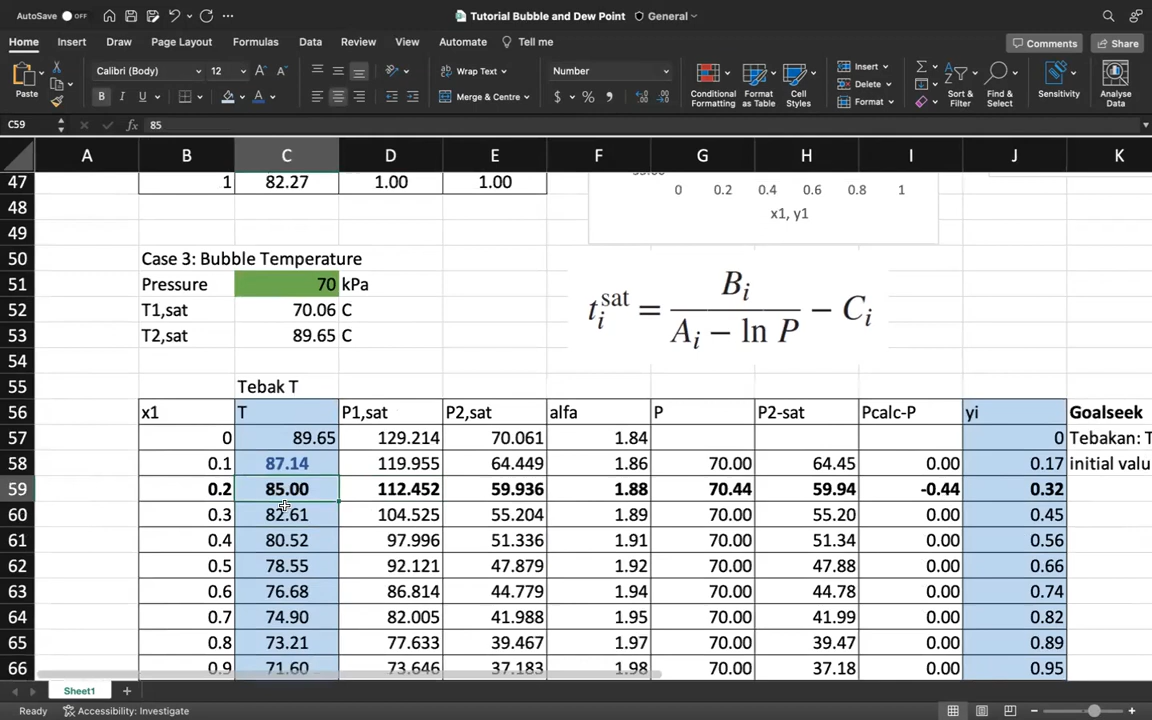 AutoSave OFF Tutorial Bubble and Dew Point General
Home Insert Draw Page Layout Formulas Data Review View Automate Tell me Comments Share
Paste Calibri (Body) 12 Wrap Text Number Insert
Conditional Formatting Format as Table Cell Styles Delete Sort & Filter Find & Select Sensitivity Analyse Data
B I U A Merge & Centre $ % Format
C59 fx 85
A B C D E F G H I J K
47 1 82.27 1.00 1.00 0 0.2 0.4 0.6 0.8 1
48 x1, y1
49
50 Case 3: Bubble Temperature
51 Pressure 70 kPa
52 T1,sat 70.06 C
53 T2,sat 89.65 C
t_i^sat = B_i / (A_i − ln P) − C_i
54
55 Tebak T
56 x1 T P1,sat P2,sat alfa P P2-sat Pcalc-P yi Goalseek
57 0 89.65 129.214 70.061 1.84 0 Tebakan: T
58 0.1 87.14 119.955 64.449 1.86 70.00 64.45 0.00 0.17 initial valu
59 0.2 85.00 112.452 59.936 1.88 70.44 59.94 -0.44 0.32
60 0.3 82.61 104.525 55.204 1.89 70.00 55.20 0.00 0.45
61 0.4 80.52 97.996 51.336 1.91 70.00 51.34 0.00 0.56
62 0.5 78.55 92.121 47.879 1.92 70.00 47.88 0.00 0.66
63 0.6 76.68 86.814 44.779 1.94 70.00 44.78 0.00 0.74
64 0.7 74.90 82.005 41.988 1.95 70.00 41.99 0.00 0.82
65 0.8 73.21 77.633 39.467 1.97 70.00 39.47 0.00 0.89
66 0.9 71.60 73.646 37.183 1.98 70.00 37.18 0.00 0.95
Sheet1
Ready Accessibility: Investigate